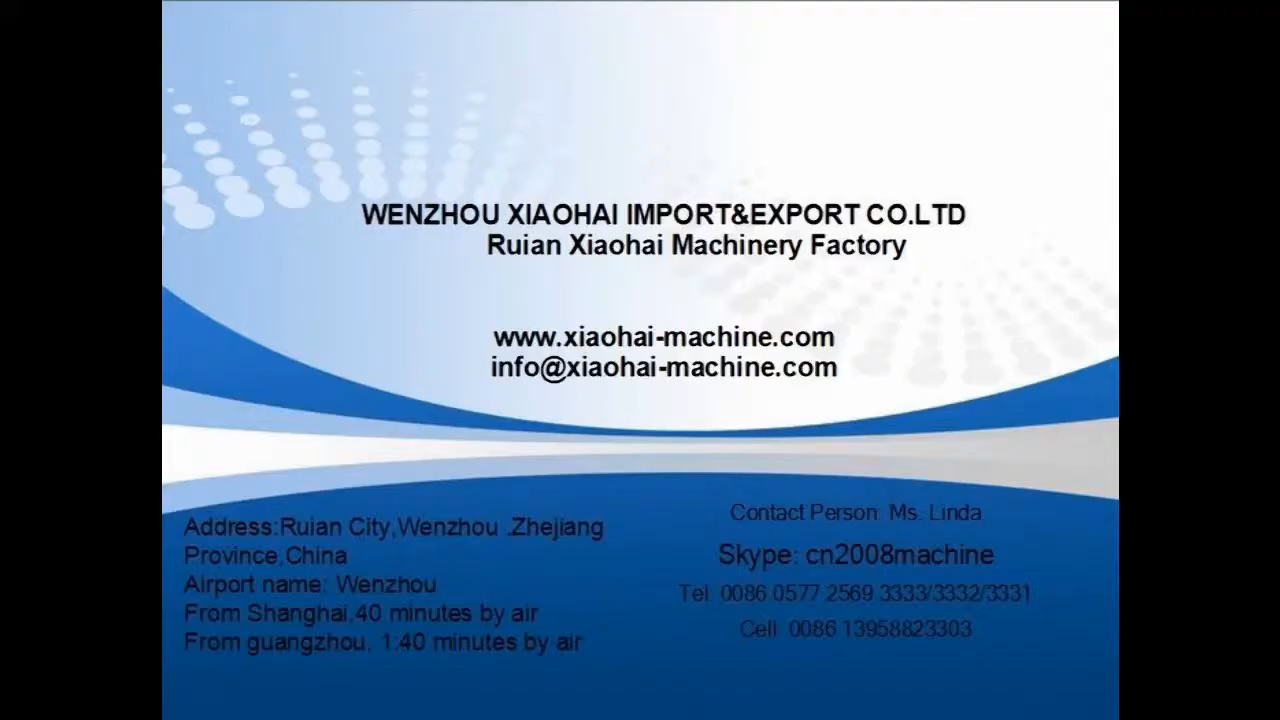 WENZHOU XIAOHAI IMPORT&EXPORT CO.LTD
Ruian Xiaohai Machinery Factory
www.xiaohai-machine.com
info@xiaohai-machine.com
Address:Ruian City,Wenzhou .Zhejiang
Province,China
Airport name: Wenzhou
From Shanghai,40 minutes by air
From guangzhou, 1:40 minutes by air
Contact Person: Ms. Linda
Skype: cn2008machine
Tel: 0086 0577 2569 3333/3332/3331
Cell: 0086 13958823303